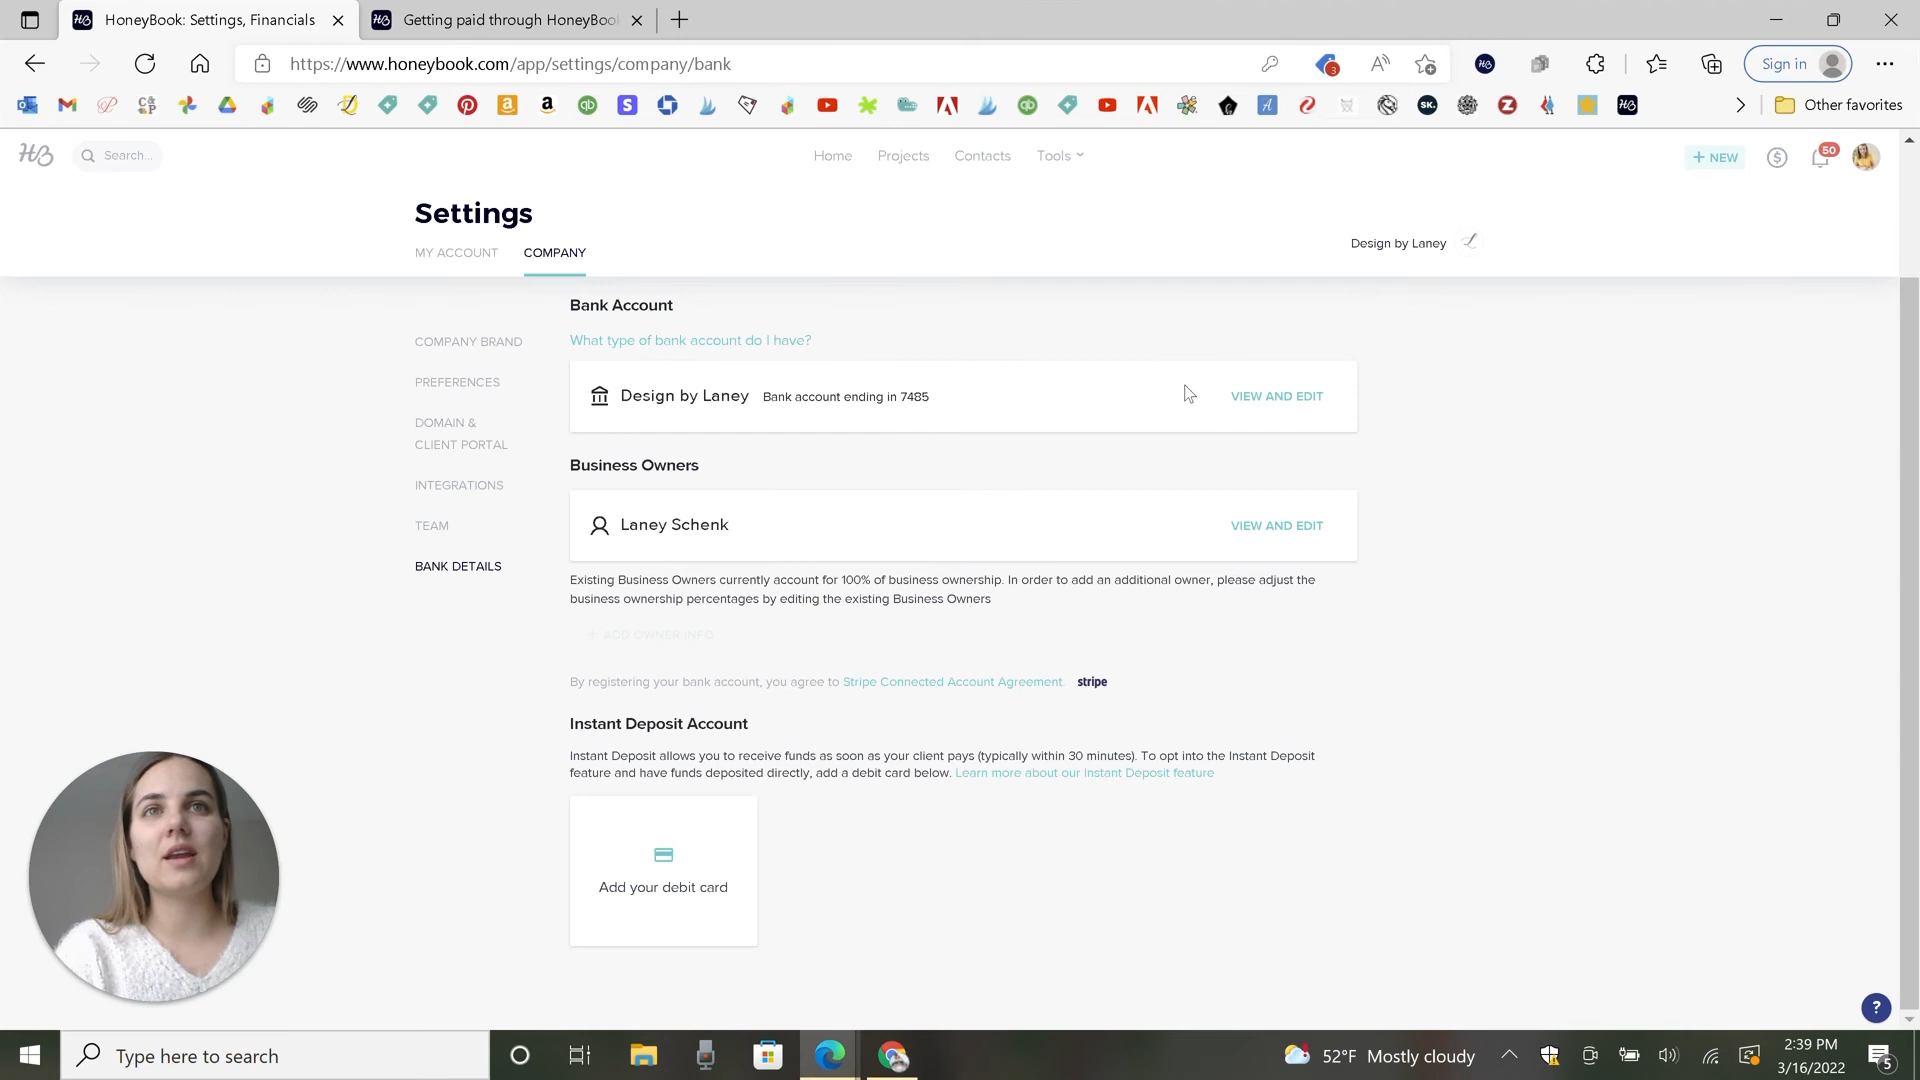 HoneyBook: Settings, Financials
Getting paid through HoneyBoo
https://www.honeybook.com/app/settings/company/bank
3
Sign in
Other favorites
HB
Search...
Home
Projects
Contacts
Tools
+ NEW
50
Settings
MY ACCOUNT
COMPANY
Design by Laney
Bank Account
What type of bank account do I have?
COMPANY BRAND
PREFERENCES
DOMAIN &
CLIENT PORTAL
INTEGRATIONS
TEAM
BANK DETAILS
Design by Laney Bank account ending in 7485
VIEW AND EDIT
Business Owners
Laney Schenk
VIEW AND EDIT
Existing Business Owners currently account for 100% of business ownership. In order to add an additional owner, please adjust the
business ownership percentages by editing the existing Business Owners
+ ADD OWNER INFO
By registering your bank account, you agree to Stripe Connected Account Agreement. stripe
Instant Deposit Account
Instant Deposit allows you to receive funds as soon as your client pays (typically within 30 minutes). To opt into the Instant Deposit
feature and have funds deposited directly, add a debit card below. Learn more about our Instant Deposit feature
Add your debit card
?
Type here to search
52°F Mostly cloudy
2:39 PM
3/16/2022
5